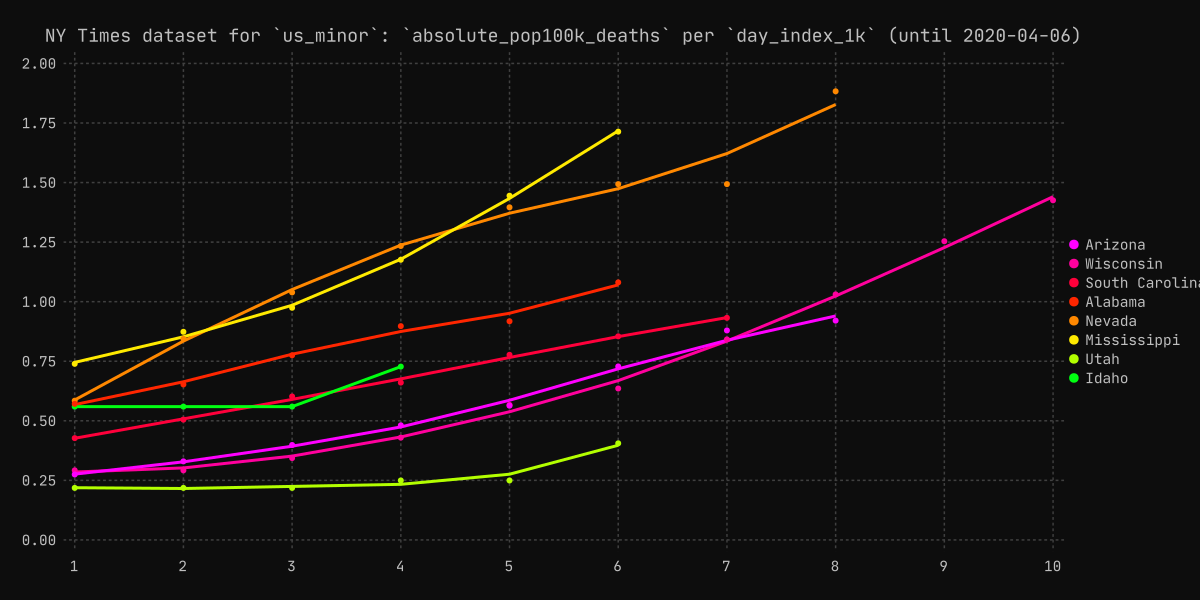 NY Times dataset for `us_minor`: `absolute_pop100k_deaths` per `day_index_1k` (until 2020-04-06)
2.00
1.75
1.50
1.25
1.00
0.75
0.50
0.25
0.00
1 2 3 4 5 6 7 8 9 10
Arizona
Wisconsin
South Carolina
Alabama
Nevada
Mississippi
Utah
Idaho